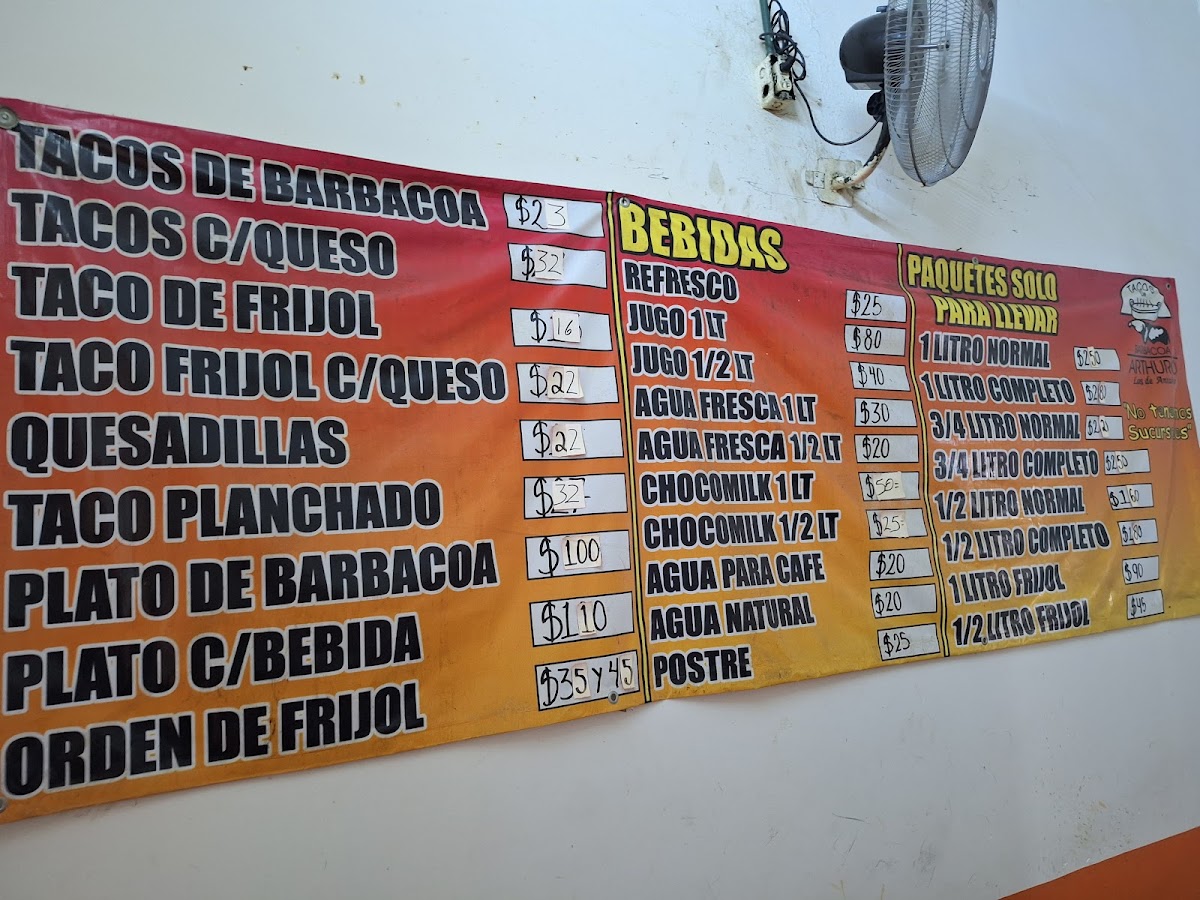 TACOS DE BARBACOA $23
TACOS C/QUESO $32
TACO DE FRIJOL $16
TACO FRIJOL C/QUESO $22
QUESADILLAS $22
TACO PLANCHADO $32.-
PLATO DE BARBACOA $100
PLATO C/BEBIDA $110
ORDEN DE FRIJOL $35 Y 45
BEBIDAS
REFRESCO $25
JUGO 1 LT $80
JUGO 1/2 LT $40
AGUA FRESCA 1 LT $30
AGUA FRESCA 1/2 LT $20
CHOCOMILK 1 LT $50=
CHOCOMILK 1/2 LT $25-
AGUA PARA CAFE $20
AGUA NATURAL $20
POSTRE $25
PAQUETES SOLO
PARA LLEVAR
1 LITRO NORMAL $250
1 LITRO COMPLETO $280
3/4 LITRO NORMAL
3/4 LITRO COMPLETO $250
1/2 LITRO NORMAL $160
1/2 LITRO COMPLETO $180
1 LITRO FRIJOL $90
1/2 LITRO FRIJOL $45
TACOS
ARTHURO
"No tenemos
Sucursales"